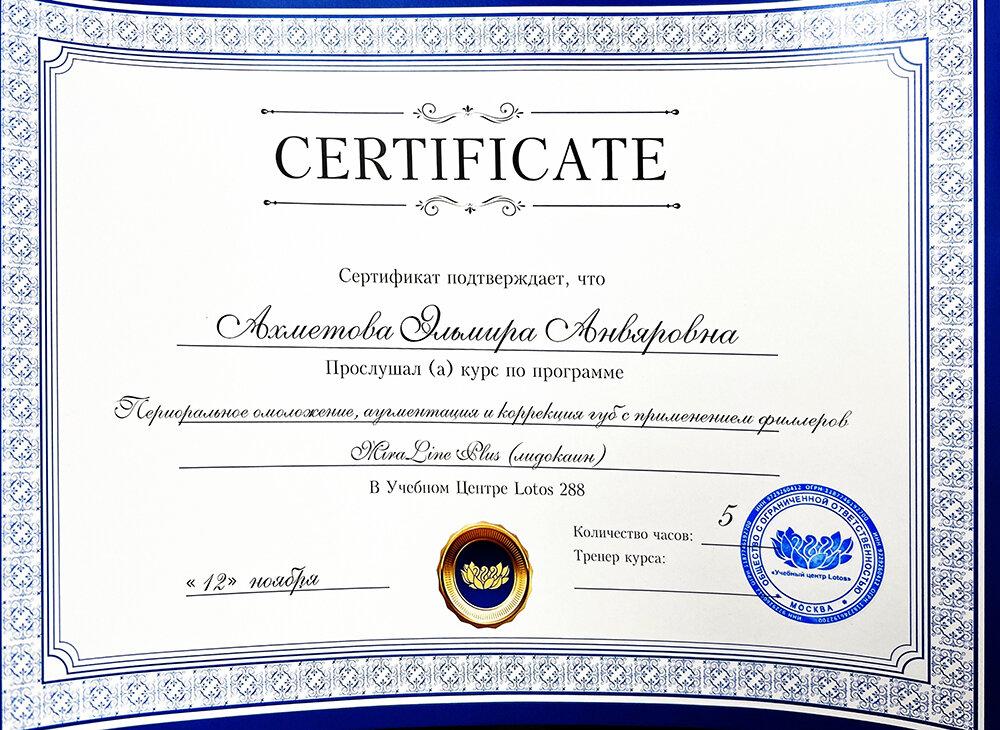 CERTIFICATE
Сертификат подтверждает, что
Ахметова Эльмира Анвяровна
Прослушал (а) курс по программе
Периоральное омоложение, аугментация и коррекция губ с применением филлеров
MiraLine Plus (лидокаин)
В Учебном Центре Lotos 288
Количество часов: 5
Тренер курса:
«12» ноября
ОБЩЕСТВО С ОГРАНИЧЕННОЙ ОТВЕТСТВЕННОСТЬЮ
«Учебный центр Lotos»
МОСКВА